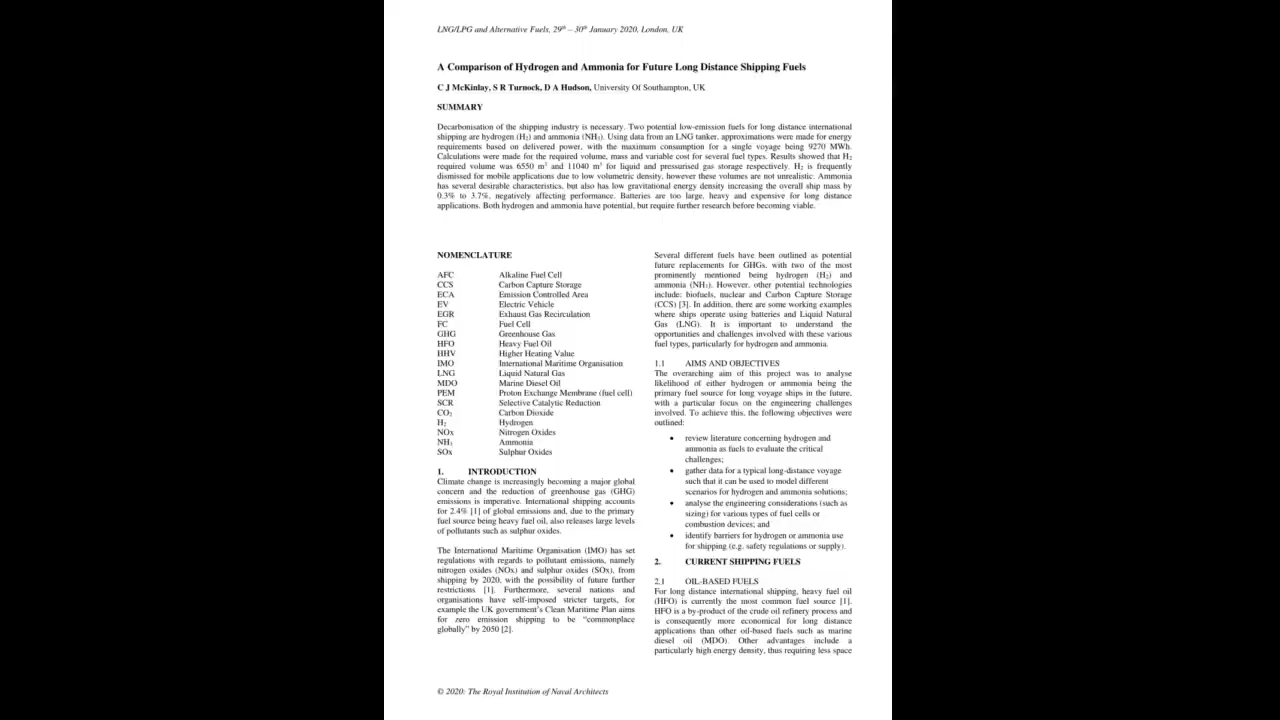 LNG/LPG and Alternative Fuels, 29th – 30th January 2020, London, UK
A Comparison of Hydrogen and Ammonia for Future Long Distance Shipping Fuels
C J McKinlay, S R Turnock, D A Hudson, University Of Southampton, UK
SUMMARY
Decarbonisation of the shipping industry is necessary. Two potential low-emission fuels for long distance international
shipping are hydrogen (H2) and ammonia (NH3). Using data from an LNG tanker, approximations were made for energy
requirements based on delivered power, with the maximum consumption for a single voyage being 9270 MWh.
Calculations were made for the required volume, mass and variable cost for several fuel types. Results showed that H2
required volume was 6550 m3 and 11040 m3 for liquid and pressurised gas storage respectively. H2 is frequently
dismissed for mobile applications due to low volumetric density, however these volumes are not unrealistic. Ammonia
has several desirable characteristics, but also has low gravitational energy density increasing the overall ship mass by
0.3% to 3.7%, negatively affecting performance. Batteries are too large, heavy and expensive for long distance
applications. Both hydrogen and ammonia have potential, but require further research before becoming viable.
NOMENCLATURE
AFC Alkaline Fuel Cell
CCS Carbon Capture Storage
ECA Emission Controlled Area
EV Electric Vehicle
EGR Exhaust Gas Recirculation
FC Fuel Cell
GHG Greenhouse Gas
HFO Heavy Fuel Oil
HHV Higher Heating Value
IMO International Maritime Organisation
LNG Liquid Natural Gas
MDO Marine Diesel Oil
PEM Proton Exchange Membrane (fuel cell)
SCR Selective Catalytic Reduction
CO2 Carbon Dioxide
H2 Hydrogen
NOx Nitrogen Oxides
NH3 Ammonia
SOx Sulphur Oxides
1. INTRODUCTION
Climate change is increasingly becoming a major global
concern and the reduction of greenhouse gas (GHG)
emissions is imperative. International shipping accounts
for 2.4% [1] of global emissions and, due to the primary
fuel source being heavy fuel oil, also releases large levels
of pollutants such as sulphur oxides.
The International Maritime Organisation (IMO) has set
regulations with regards to pollutant emissions, namely
nitrogen oxides (NOx) and sulphur oxides (SOx), from
shipping by 2020, with the possibility of future further
restrictions [1]. Furthermore, several nations and
organisations have self-imposed stricter targets, for
example the UK government's Clean Maritime Plan aims
for zero emission shipping to be "commonplace
globally" by 2050 [2].
Several different fuels have been outlined as potential
future replacements for GHGs, with two of the most
prominently mentioned being hydrogen (H2) and
ammonia (NH3). However, other potential technologies
include: biofuels, nuclear and Carbon Capture Storage
(CCS) [3]. In addition, there are some working examples
where ships operate using batteries and Liquid Natural
Gas (LNG). It is important to understand the
opportunities and challenges involved with these various
fuel types, particularly for hydrogen and ammonia.
1.1 AIMS AND OBJECTIVES
The overarching aim of this project was to analyse
likelihood of either hydrogen or ammonia being the
primary fuel source for long voyage ships in the future,
with a particular focus on the engineering challenges
involved. To achieve this, the following objectives were
outlined:
• review literature concerning hydrogen and
ammonia as fuels to evaluate the critical
challenges;
• gather data for a typical long-distance voyage
such that it can be used to model different
scenarios for hydrogen and ammonia solutions;
• analyse the engineering considerations (such as
sizing) for various types of fuel cells or
combustion devices; and
• identify barriers for hydrogen or ammonia use
for shipping (e.g. safety regulations or supply).
2. CURRENT SHIPPING FUELS
2.1 OIL-BASED FUELS
For long distance international shipping, heavy fuel oil
(HFO) is currently the most common fuel source [1].
HFO is a by-product of the crude oil refinery process and
is consequently more economical for long distance
applications than other oil-based fuels such as marine
diesel oil (MDO). Other advantages include a
particularly high energy density, thus requiring less space
© 2020: The Royal Institution of Naval Architects